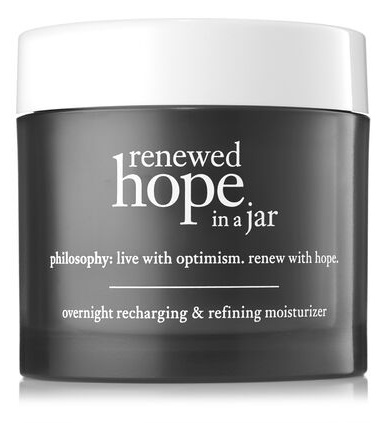 renewed
hope.
in a jar
philosophy: live with optimism. renew with hope.
overnight recharging & refining moisturizer